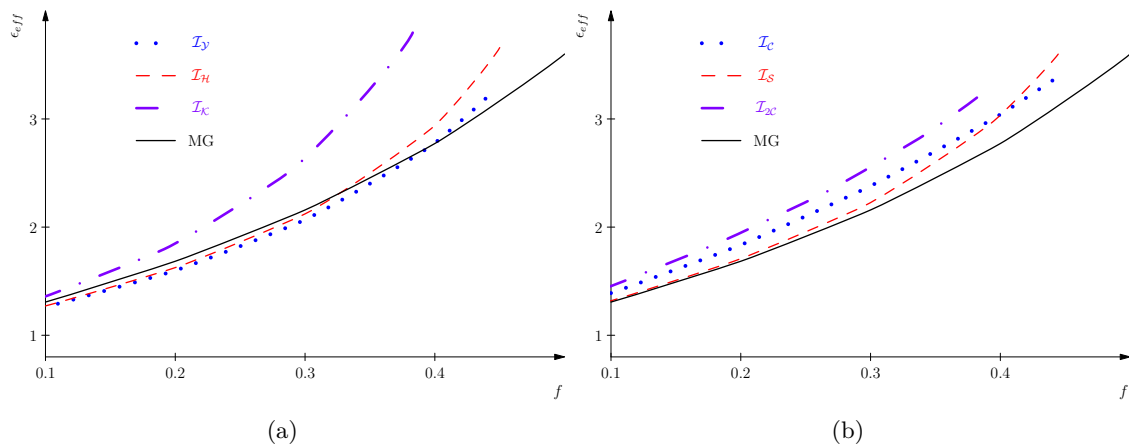 ϵ_eff
I_Y
I_H
I_K
MG
3
2
1
0.1 0.2 0.3 0.4
f
(a)
ϵ_eff
I_C
I_S
I_2C
MG
3
2
1
0.1 0.2 0.3 0.4
f
(b)